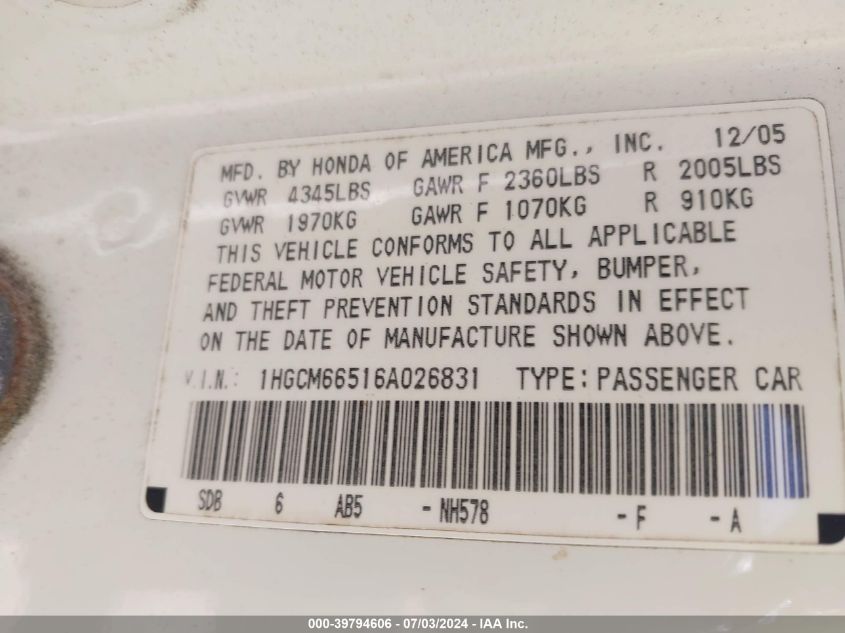 MFD. BY HONDA OF AMERICA MFG., INC. 12/05
GVWR 4345LBS GAWR F 2360LBS R 2005LBS
GVWR 1970KG GAWR F 1070KG R 910KG
THIS VEHICLE CONFORMS TO ALL APPLICABLE
FEDERAL MOTOR VEHICLE SAFETY, BUMPER,
AND THEFT PREVENTION STANDARDS IN EFFECT
ON THE DATE OF MANUFACTURE SHOWN ABOVE.
V.I.N.: 1HGCM66516A026831 TYPE: PASSENGER CAR
SDB 6 AB5 - NH578 - F - A
000-39794606 - 07/03/2024 - IAA Inc.